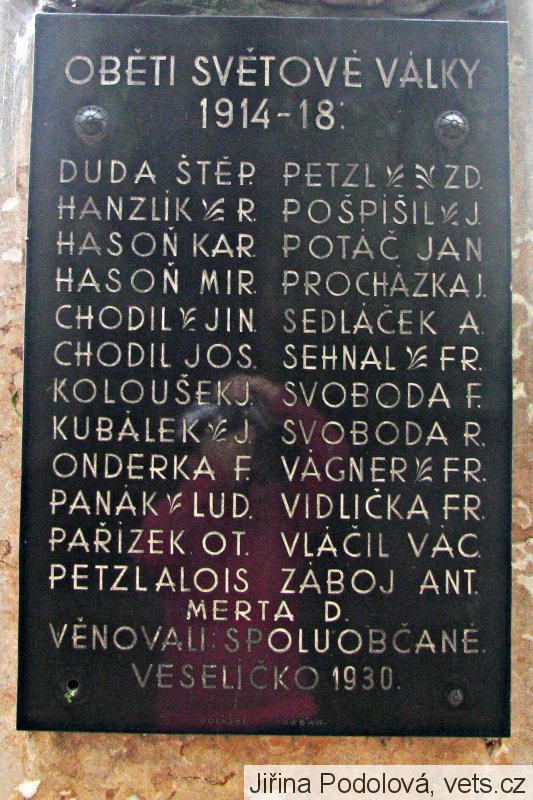 OBĚTI SVĚTOVÉ VÁLKY
1914-18.
DUDA ŠTĚP. PETZL ZD.
HANZLÍK R. POŠPÍŠIL J.
HASOŇ KAR. POTÁČ JAN
HASOŇ MIR. PROCHÁZKA J.
CHODIL JIN. SEDLÁČEK A.
CHODIL JOS. SEHNAL FR.
KOLOUŠEK J. SVOBODA F.
KUBÁLEK J. SVOBODA R.
ONDERKA F. VÁGNER FR.
PANÁK LUD. VIDLIČKA FR.
PAŘÍZEK OT. VLÁČIL VÁC.
PETZL ALOIS ZÁBOJ ANT.
MERTA D.
VĚNOVALI SPOLUOBČANÉ.
VESELÍČKO 1930.
Jiřina Podolová, vets.cz